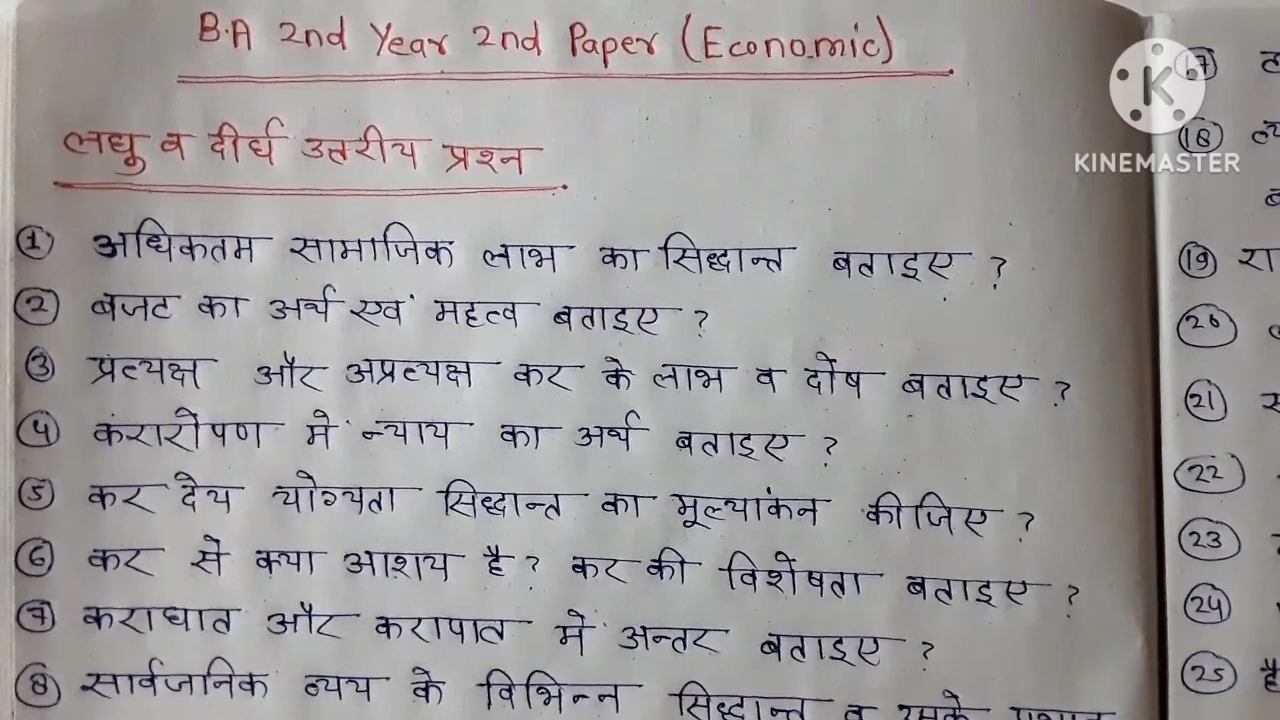 B.A 2nd Year 2nd Paper (Economic)
लघु व दीर्घ उत्तरीय प्रश्न
① अधिकतम सामाजिक लाभ का सिद्धान्त बताइए ?
② बजट का अर्थ एवं महत्व बताइए ?
③ प्रत्यक्ष और अप्रत्यक्ष कर के लाभ व दोष बताइए ?
④ करारोपण में न्याय का अर्थ बताइए ?
⑤ कर देय योग्यता सिद्धान्त का मूल्यांकन कीजिए ?
⑥ कर से क्या आशय है ? कर की विशेषता बताइए ?
⑦ कराघात और करापात में अन्तर बताइए ?
⑧ सार्वजनिक व्यय के विभिन्न सिद्धान्त व उसके
⑰
⑱
⑲ रा
⑳
㉑
㉒
㉓
㉔
㉕ है
K
KINEMASTER